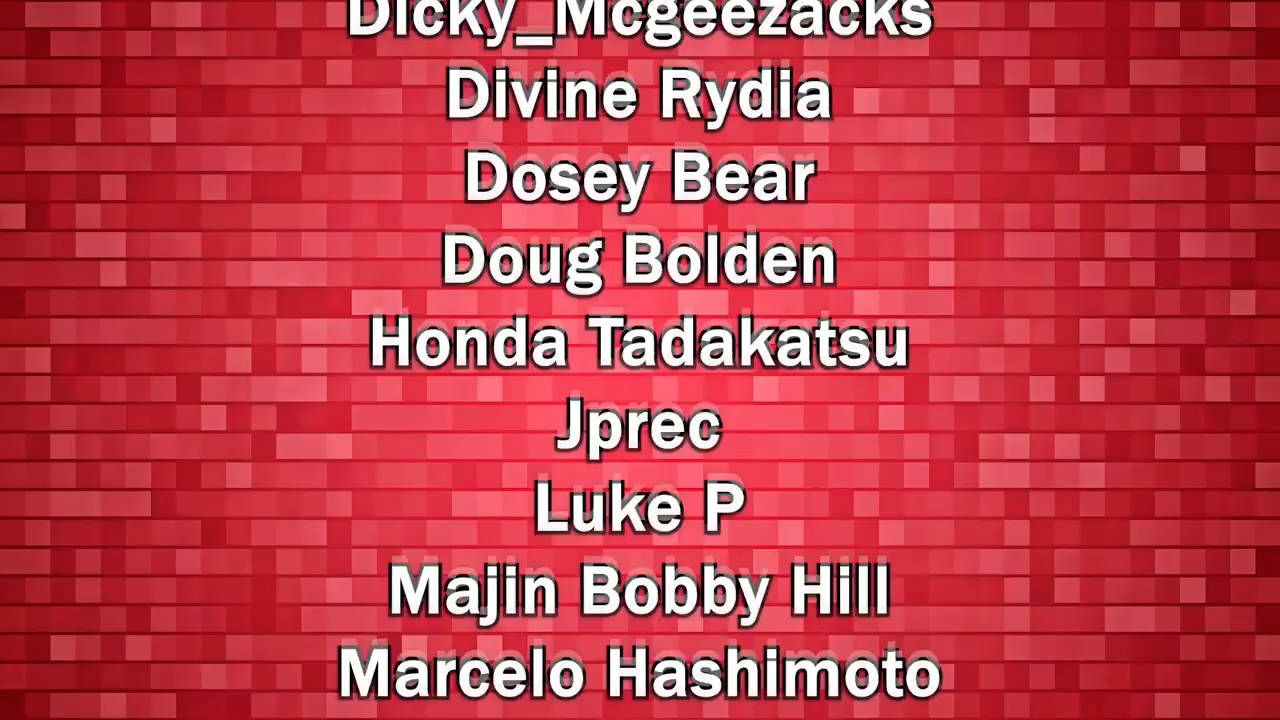 Dicky_Mcgeezacks
Divine Rydia
Dosey Bear
Doug Bolden
Honda Tadakatsu
Jprec
Luke P
Majin Bobby Hill
Marcelo Hashimoto